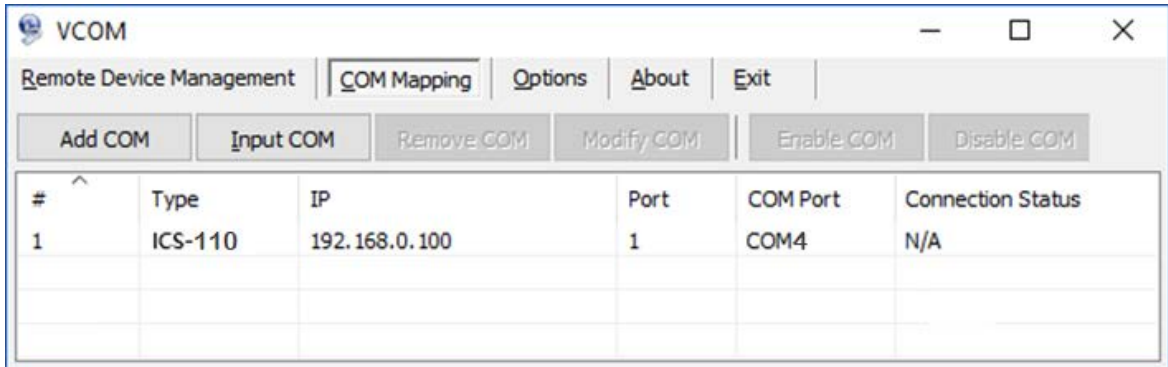 VCOM
Remote Device Management COM Mapping Options About Exit
Add COM Input COM Remove COM Modify COM Enable COM Disable COM
# Type IP Port COM Port Connection Status
1 ICS-110 192.168.0.100 1 COM4 N/A